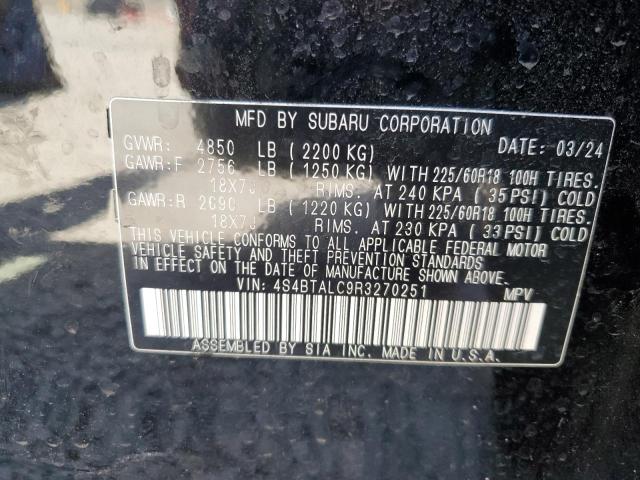 MFD BY SUBARU CORPORATION DATE: 03/24
GVWR: 4850 LB (2200 KG)
GAWR:F 2756 LB (1250 KG) WITH 225/60R18 100H TIRES.
18X7J RIMS. AT 240 KPA (35 PSI) COLD
GAWR:R 2690 LB (1220 KG) WITH 225/60R18 100H TIRES.
18X7J RIMS. AT 230 KPA (33 PSI) COLD
THIS VEHICLE CONFORMS TO ALL APPLICABLE FEDERAL MOTOR
VEHICLE SAFETY AND THEFT PREVENTION STANDARDS
IN EFFECT ON THE DATE OF MANUFACTURE SHOWN ABOVE.
VIN: 4S4BTALC9R3270251 MPV
ASSEMBLED BY SIA INC. MADE IN U.S.A.